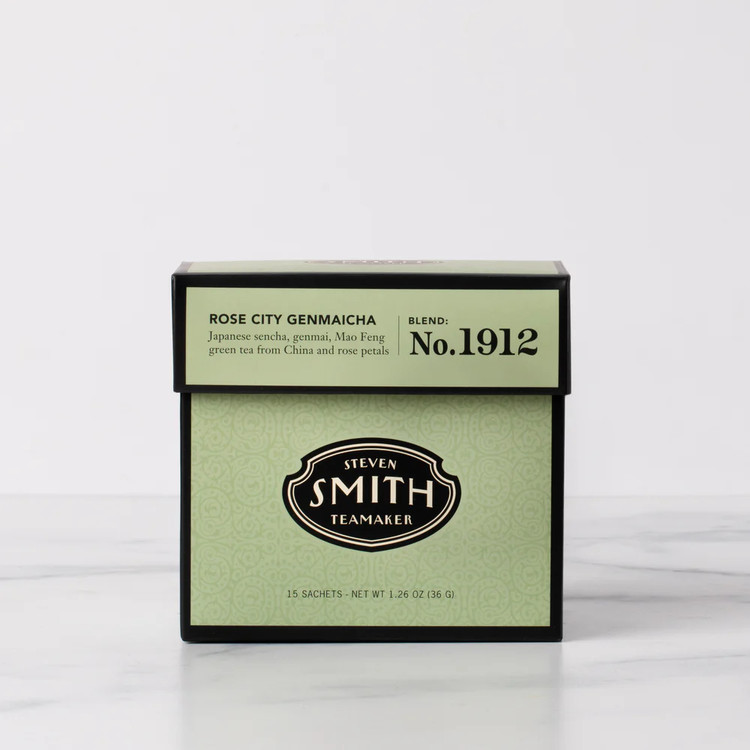 ROSE CITY GENMAICHA
Japanese sencha, genmai, Mao Feng
green tea from China and rose petals
BLEND:
No.1912
STEVEN
SMITH
TEAMAKER
15 SACHETS - NET WT 1.26 OZ (36 G)